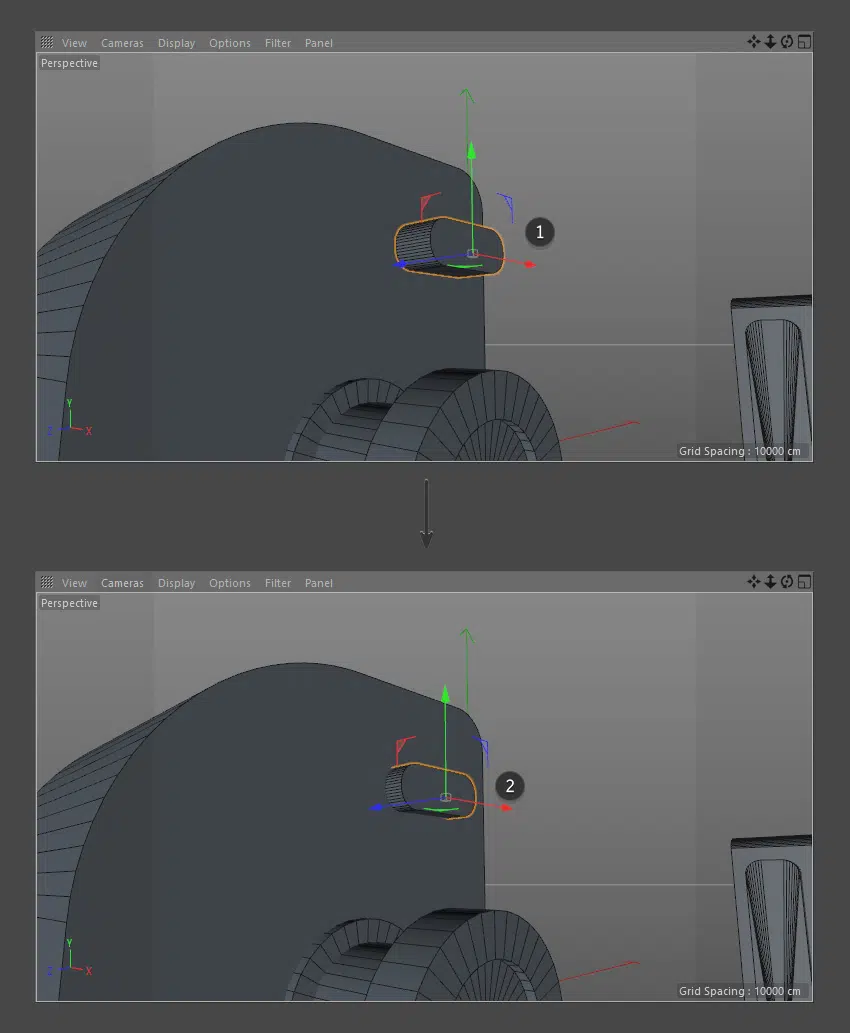 View Cameras Display Options Filter Panel
Perspective
1
Y
Z X
Grid Spacing : 10000 cm
View Cameras Display Options Filter Panel
Perspective
2
Y
Z X
Grid Spacing : 10000 cm